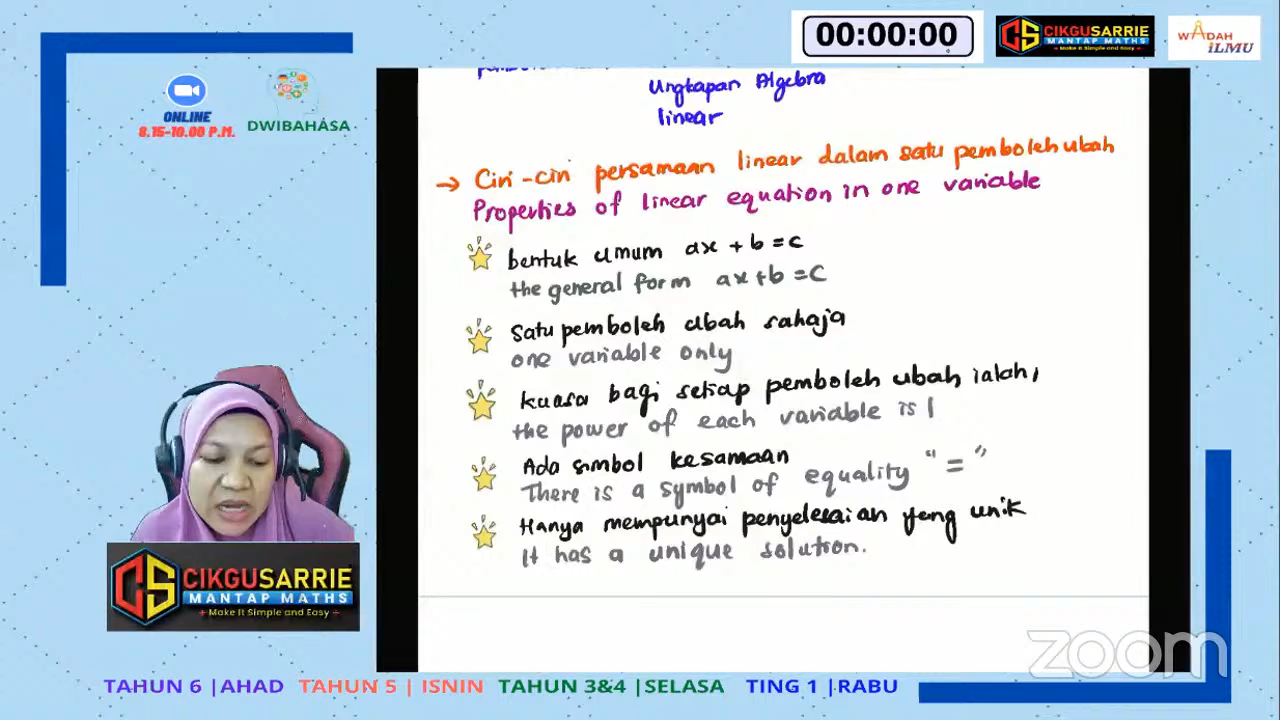 00:00:00
CS CIKGUSARRIE
MANTAP MATHS
Make It Simple and Easy
WADAH
iLMU
ONLINE
8.15-10.00 P.M.
DWIBAHASA
Ungkapan Algebra
linear
→ Ciri-ciri persamaan linear dalam satu pembolehubah
Properties of linear equation in one variable
bentuk umum ax + b = c
the general form ax+b =c
Satu pemboleh ubah sahaja
one variable only
kuasa bagi setiap pemboleh ubah ialah 1
the power of each variable is 1
Ada simbol kesamaan
There is a symbol of equality "="
Hanya mempunyai penyelesaian yang unik
It has a unique solution.
CS CIKGUSARRIE
MANTAP MATHS
+ Make It Simple and Easy +
zoom
TAHUN 6 |AHAD TAHUN 5 | ISNIN TAHUN 3&4 |SELASA TING 1 |RABU